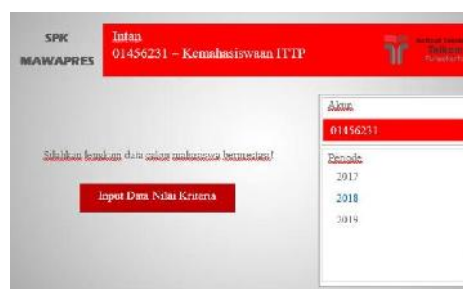 SPK
MAWAPRES
Intan
01456231 – Kemahasiswaan ITTP
Telkom
Akun
01456231
Silahkan lengkapi data calon mahasiswa berprestasi!
Periode
Input Data Nilai Kriteria
2017
2018
2019